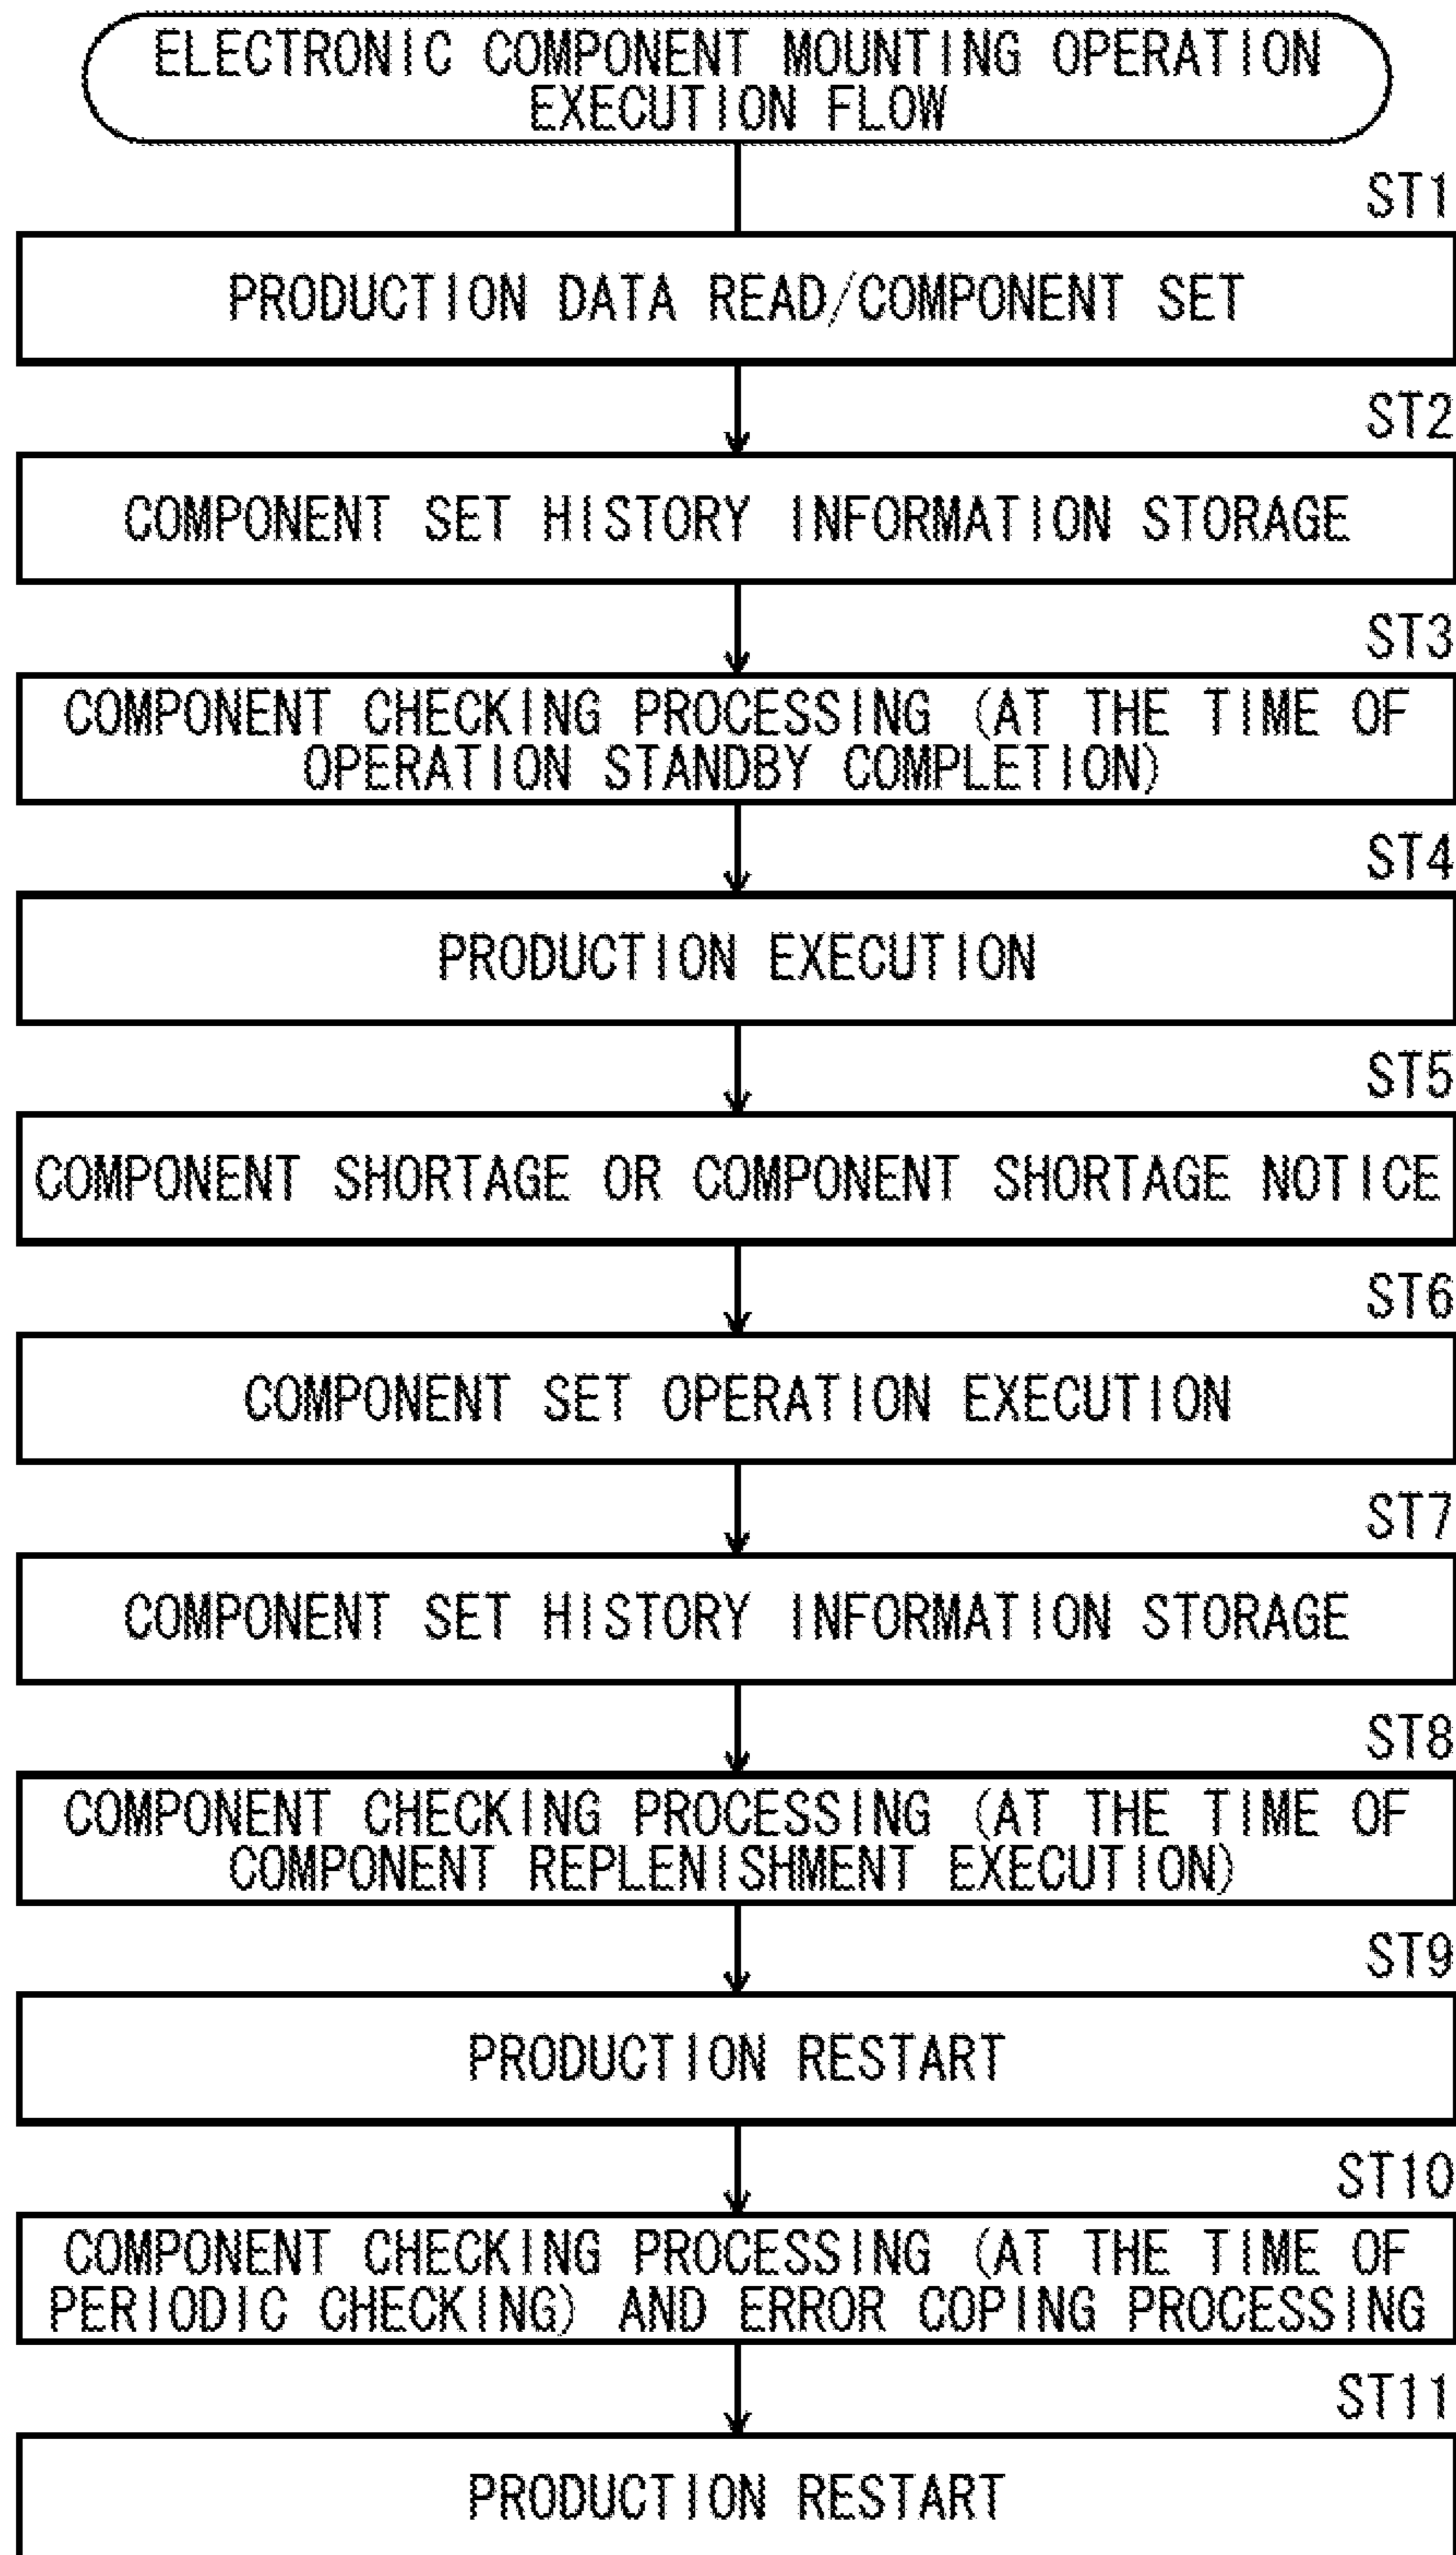 ELECTRONIC COMPONENT MOUNTING OPERATION
EXECUTION FLOW
ST1
PRODUCTION DATA READ/COMPONENT SET
ST2
COMPONENT SET HISTORY INFORMATION STORAGE
ST3
COMPONENT CHECKING PROCESSING (AT THE TIME OF
OPERATION STANDBY COMPLETION)
ST4
PRODUCTION EXECUTION
ST5
COMPONENT SHORTAGE OR COMPONENT SHORTAGE NOTICE
ST6
COMPONENT SET OPERATION EXECUTION
ST7
COMPONENT SET HISTORY INFORMATION STORAGE
ST8
COMPONENT CHECKING PROCESSING (AT THE TIME OF
COMPONENT REPLENISHMENT EXECUTION)
ST9
PRODUCTION RESTART
ST10
COMPONENT CHECKING PROCESSING (AT THE TIME OF
PERIODIC CHECKING) AND ERROR COPING PROCESSING
ST11
PRODUCTION RESTART